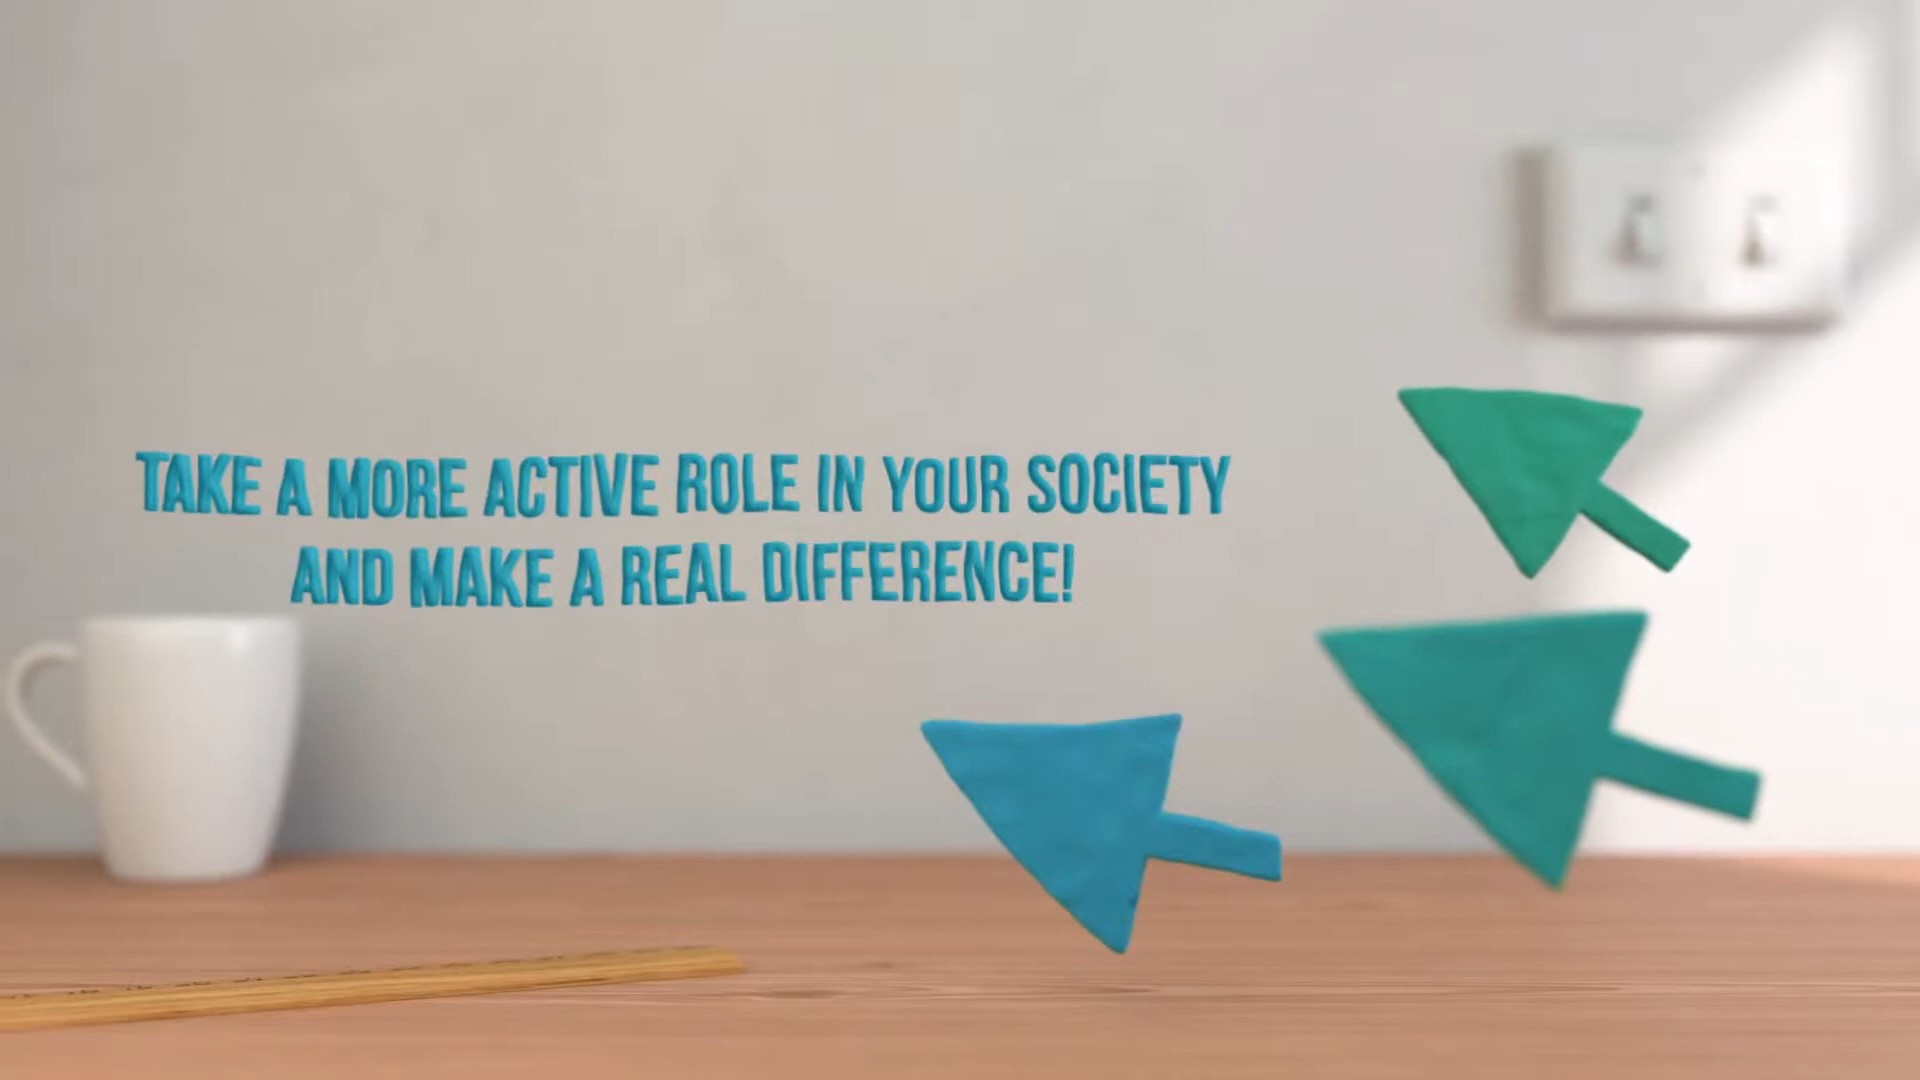 TAKE A MORE ACTIVE ROLE IN YOUR SOCIETY
AND MAKE A REAL DIFFERENCE!